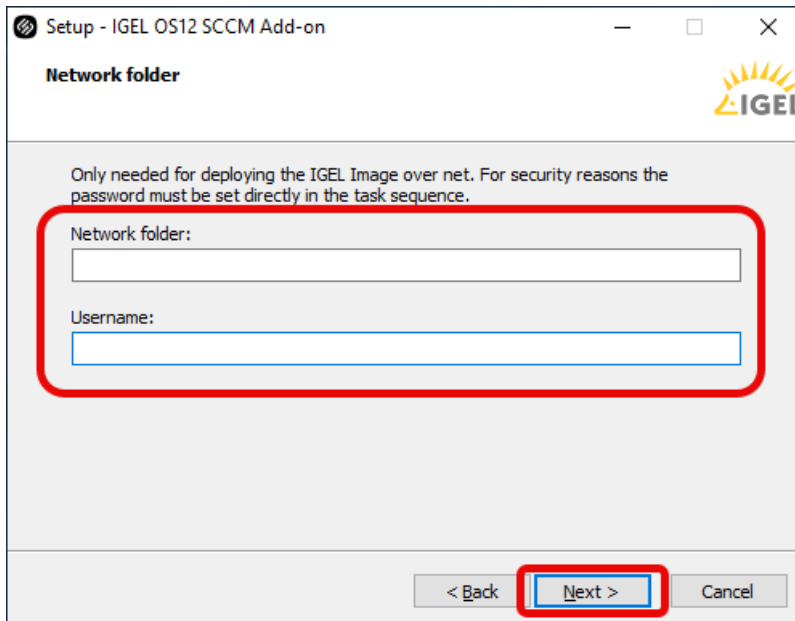 Setup - IGEL OS12 SCCM Add-on
Network folder
IGEL
Only needed for deploying the IGEL Image over net. For security reasons the
password must be set directly in the task sequence.
Network folder:
Username:
< Back
Next >
Cancel